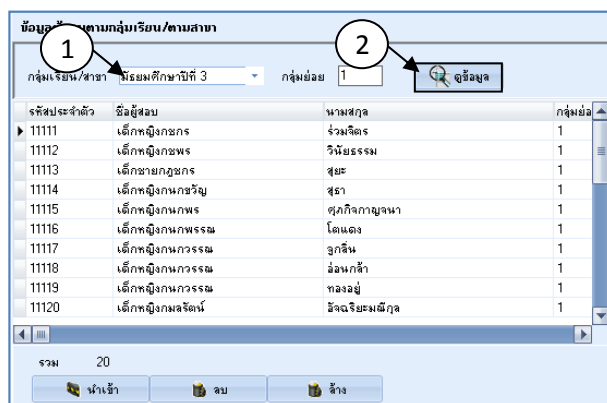 ข้อมูล ตามกลุ่มเรียน/ตามสาขา
1
2
กลุ่มเรียน/สาขา มัธยมศึกษาปีที่ 3 กลุ่มย่อย 1 ดูข้อมูล
รหัสประจำตัว ชื่อผู้สอบ นามสกุล กลุ่มย่อ
11111 เด็กหญิงกชกร ร่วมจิตร 1
11112 เด็กหญิงกชพร วินัยธรรม 1
11113 เด็กชายกฎชกร สุยะ 1
11114 เด็กหญิงกนกขวัญ สุธา 1
11115 เด็กหญิงกนกพร ศุภกิจกาญจนา 1
11116 เด็กหญิงกนกพรรณ โตแตง 1
11117 เด็กหญิงกนกวรรณ จูกลิ่น 1
11118 เด็กหญิงกนกวรรณ อ่อนกล้า 1
11119 เด็กหญิงกนกวรรณ ทองอยู่ 1
11120 เด็กหญิงกมลรัตน์ อัจฉริยะมณีกุล 1
รวม 20
นำเข้า ลบ ล้าง